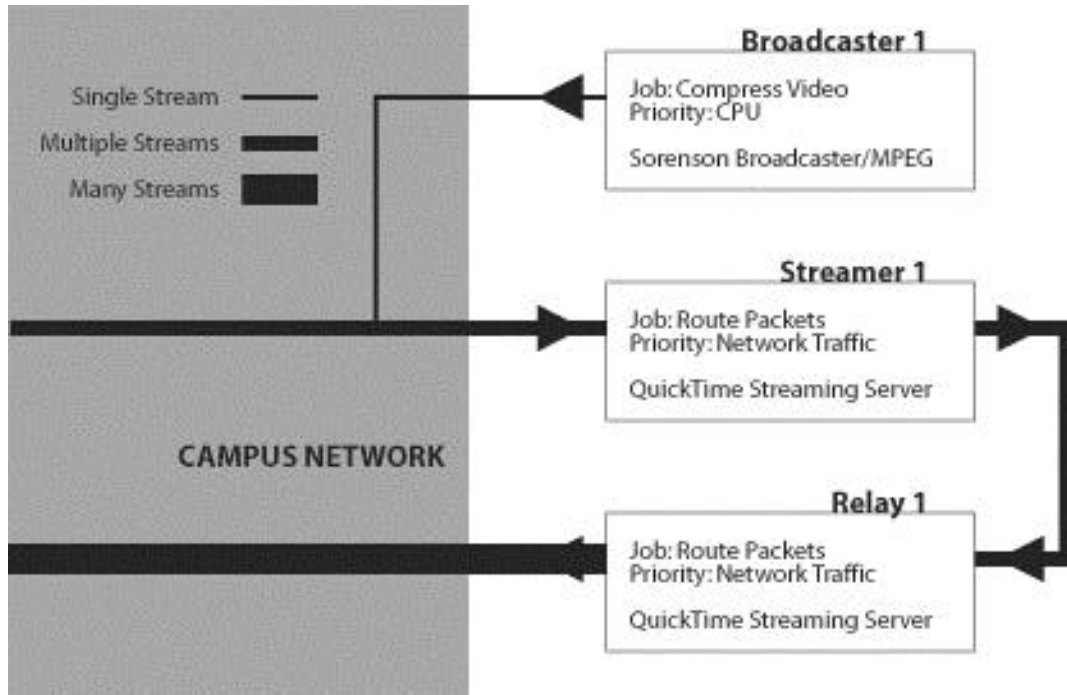 Single Stream
Multiple Streams
Many Streams
CAMPUS NETWORK
Broadcaster 1
Job: Compress Video
Priority: CPU
Sorenson Broadcaster/MPEG
Streamer 1
Job: Route Packets
Priority: Network Traffic
QuickTime Streaming Server
Relay 1
Job: Route Packets
Priority: Network Traffic
QuickTime Streaming Server